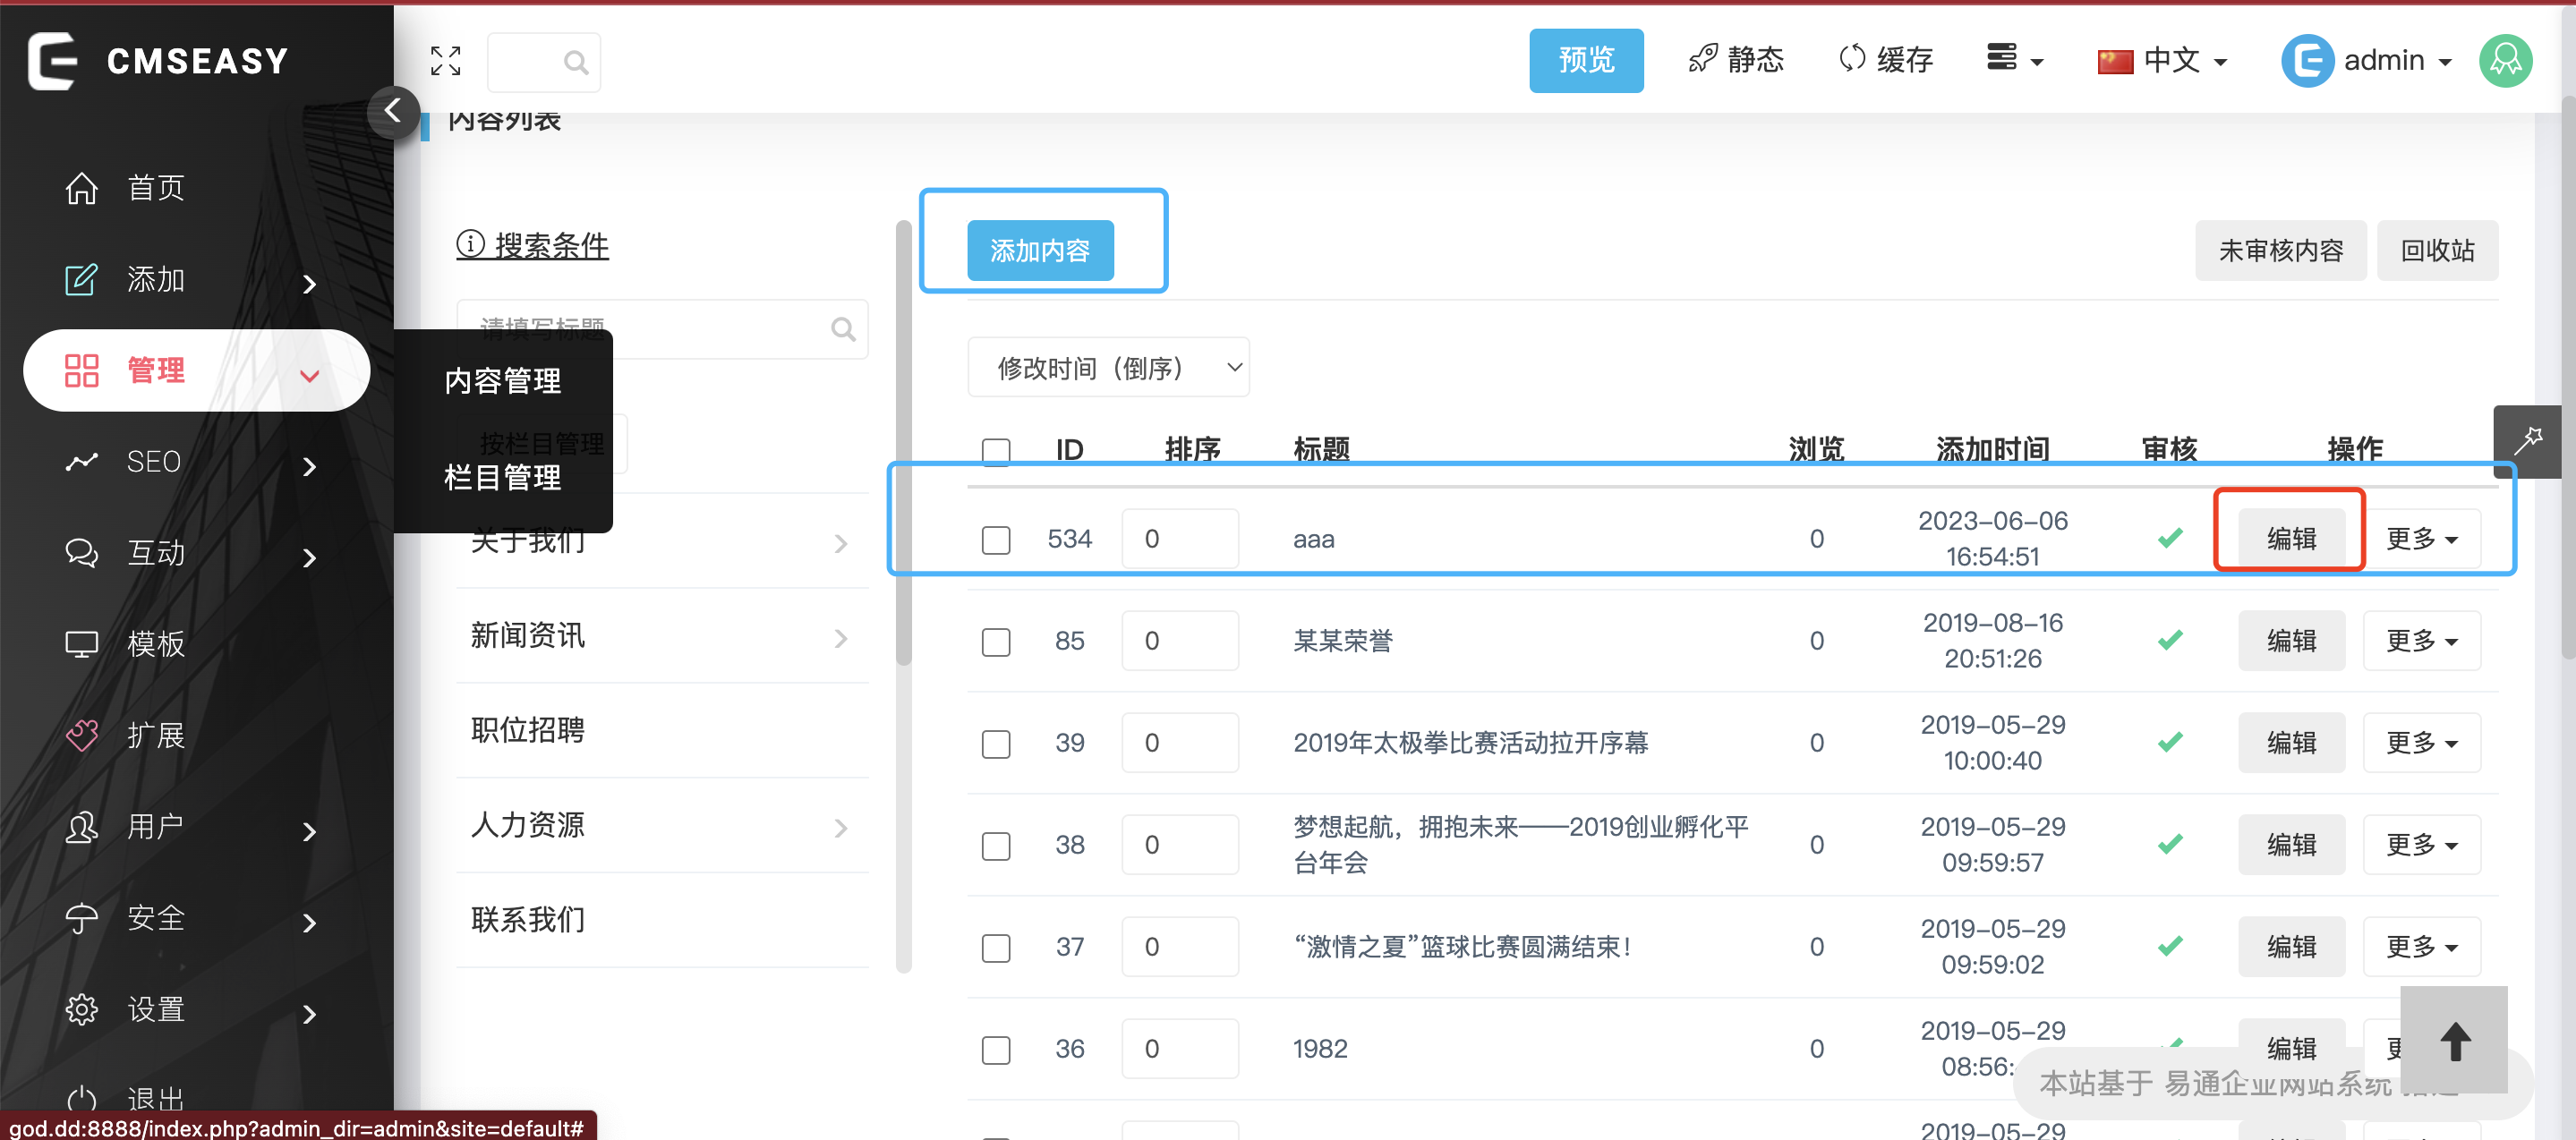 CMSEASY
预览
静态
缓存
中文
admin
内容列表
首页
添加
管理
SEO
互动
模板
扩展
用户
安全
设置
退出
内容管理
栏目管理
搜索条件
请填写标题
按栏目管理
关于我们
新闻资讯
职位招聘
人力资源
联系我们
添加内容
未审核内容
回收站
修改时间（倒序）
ID 排序 标题 浏览 添加时间 审核 操作
534 0 aaa 0 2023-06-06 16:54:51 编辑 更多
85 0 某某荣誉 0 2019-08-16 20:51:26 编辑 更多
39 0 2019年太极拳比赛活动拉开序幕 0 2019-05-29 10:00:40 编辑 更多
38 0 梦想起航，拥抱未来——2019创业孵化平 0 2019-05-29 09:59:57 编辑 更多
台年会
37 0 “激情之夏”篮球比赛圆满结束！ 0 2019-05-29 09:59:02 编辑 更多
36 0 1982 0 2019-05-29 08:56: 编辑
本站基于 易通企业网站系统
2019-05-29
god.dd:8888/index.php?admin_dir=admin&site=default#